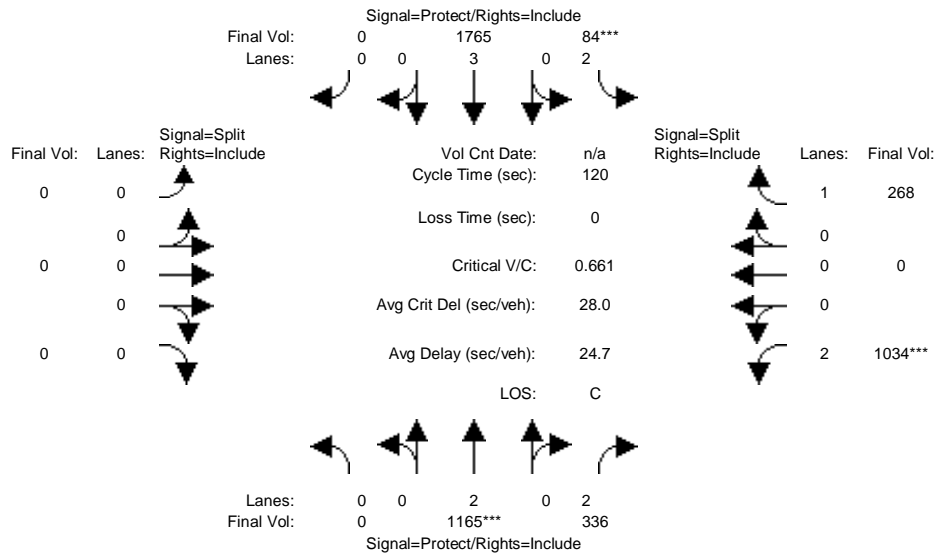 Signal=Protect/Rights=Include
Final Vol: 0 1765 84***
Lanes: 0 0 3 0 2
Signal=Split
Final Vol: Lanes: Rights=Include
Vol Cnt Date: n/a
Signal=Split
Rights=Include Lanes: Final Vol:
Cycle Time (sec): 120
0 0
1 268
Loss Time (sec): 0
0
0
0 0
Critical V/C: 0.661
0 0
0
Avg Crit Del (sec/veh): 28.0
0
0 0
Avg Delay (sec/veh): 24.7
2 1034***
LOS: C
Lanes: 0 0 2 0 2
Final Vol: 0 1165*** 336
Signal=Protect/Rights=Include